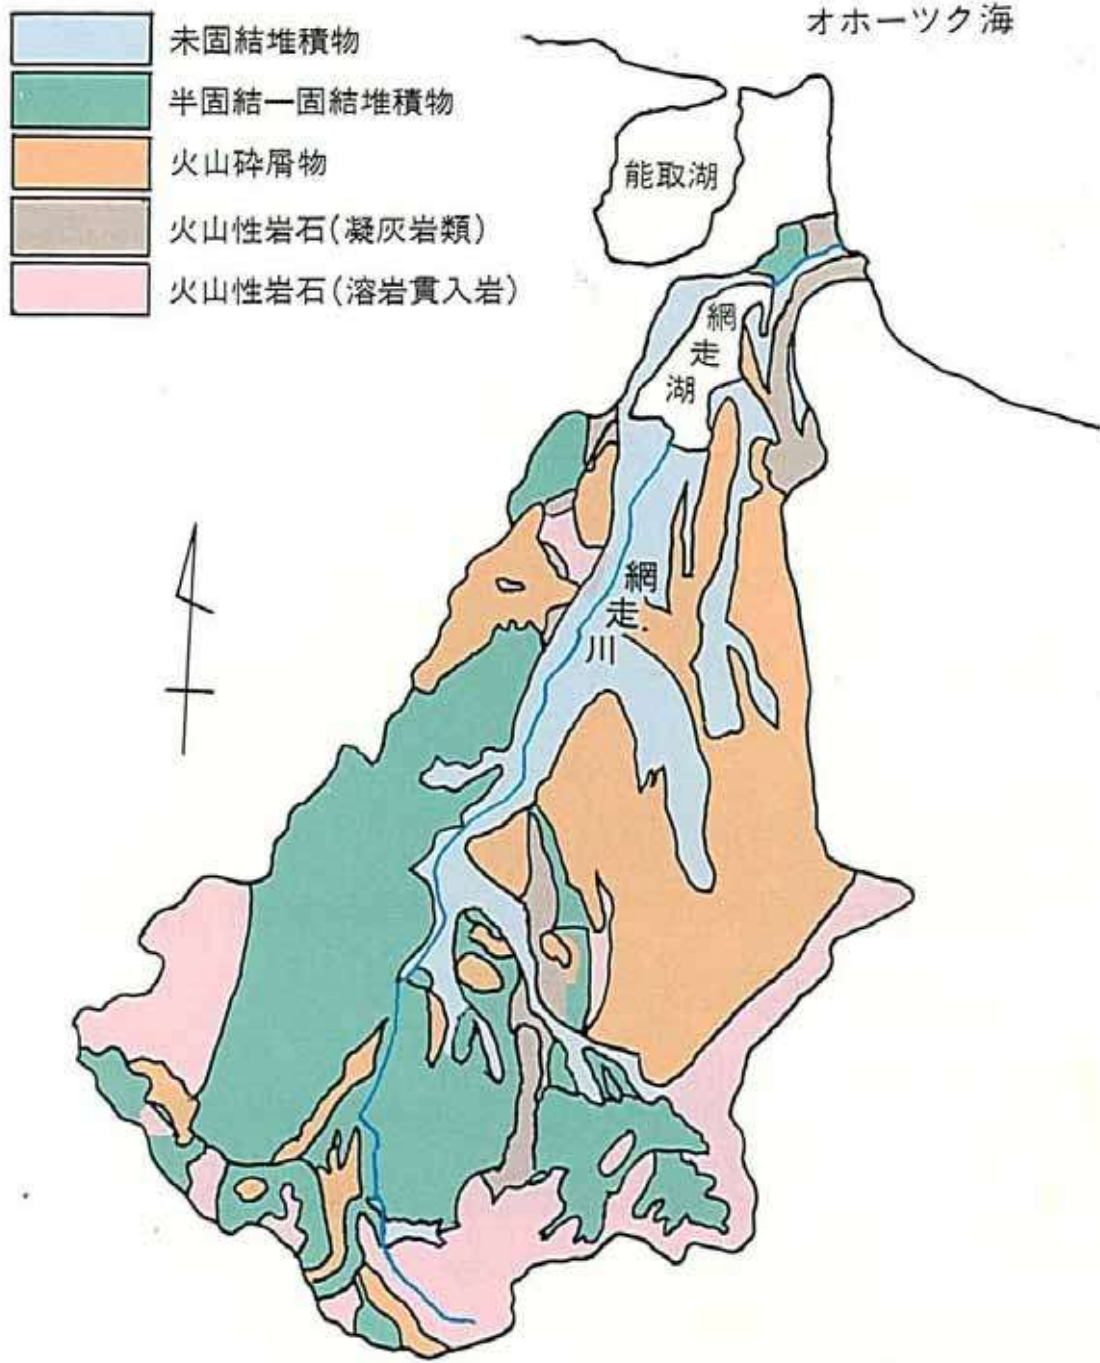 未固結堆積物
半固結―固結堆積物
火山砕屑物
火山性岩石(凝灰岩類)
火山性岩石(溶岩貫入岩)
オホーツク海
能取湖
網走湖
網走川